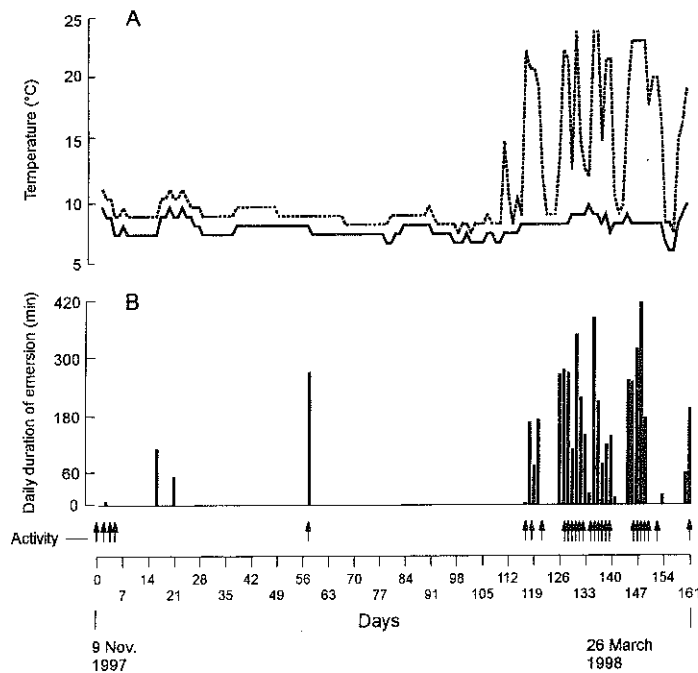 A
25
20
15
10
5
Temperature (°C)
B
420
300
180
60
0
Daily duration of emersion (min)
Activity
0 14 28 42 56 70 84 98 112 126 140 154
7 21 35 49 63 77 91 105 119 133 147 161
Days
9 Nov. 26 March
1997 1998